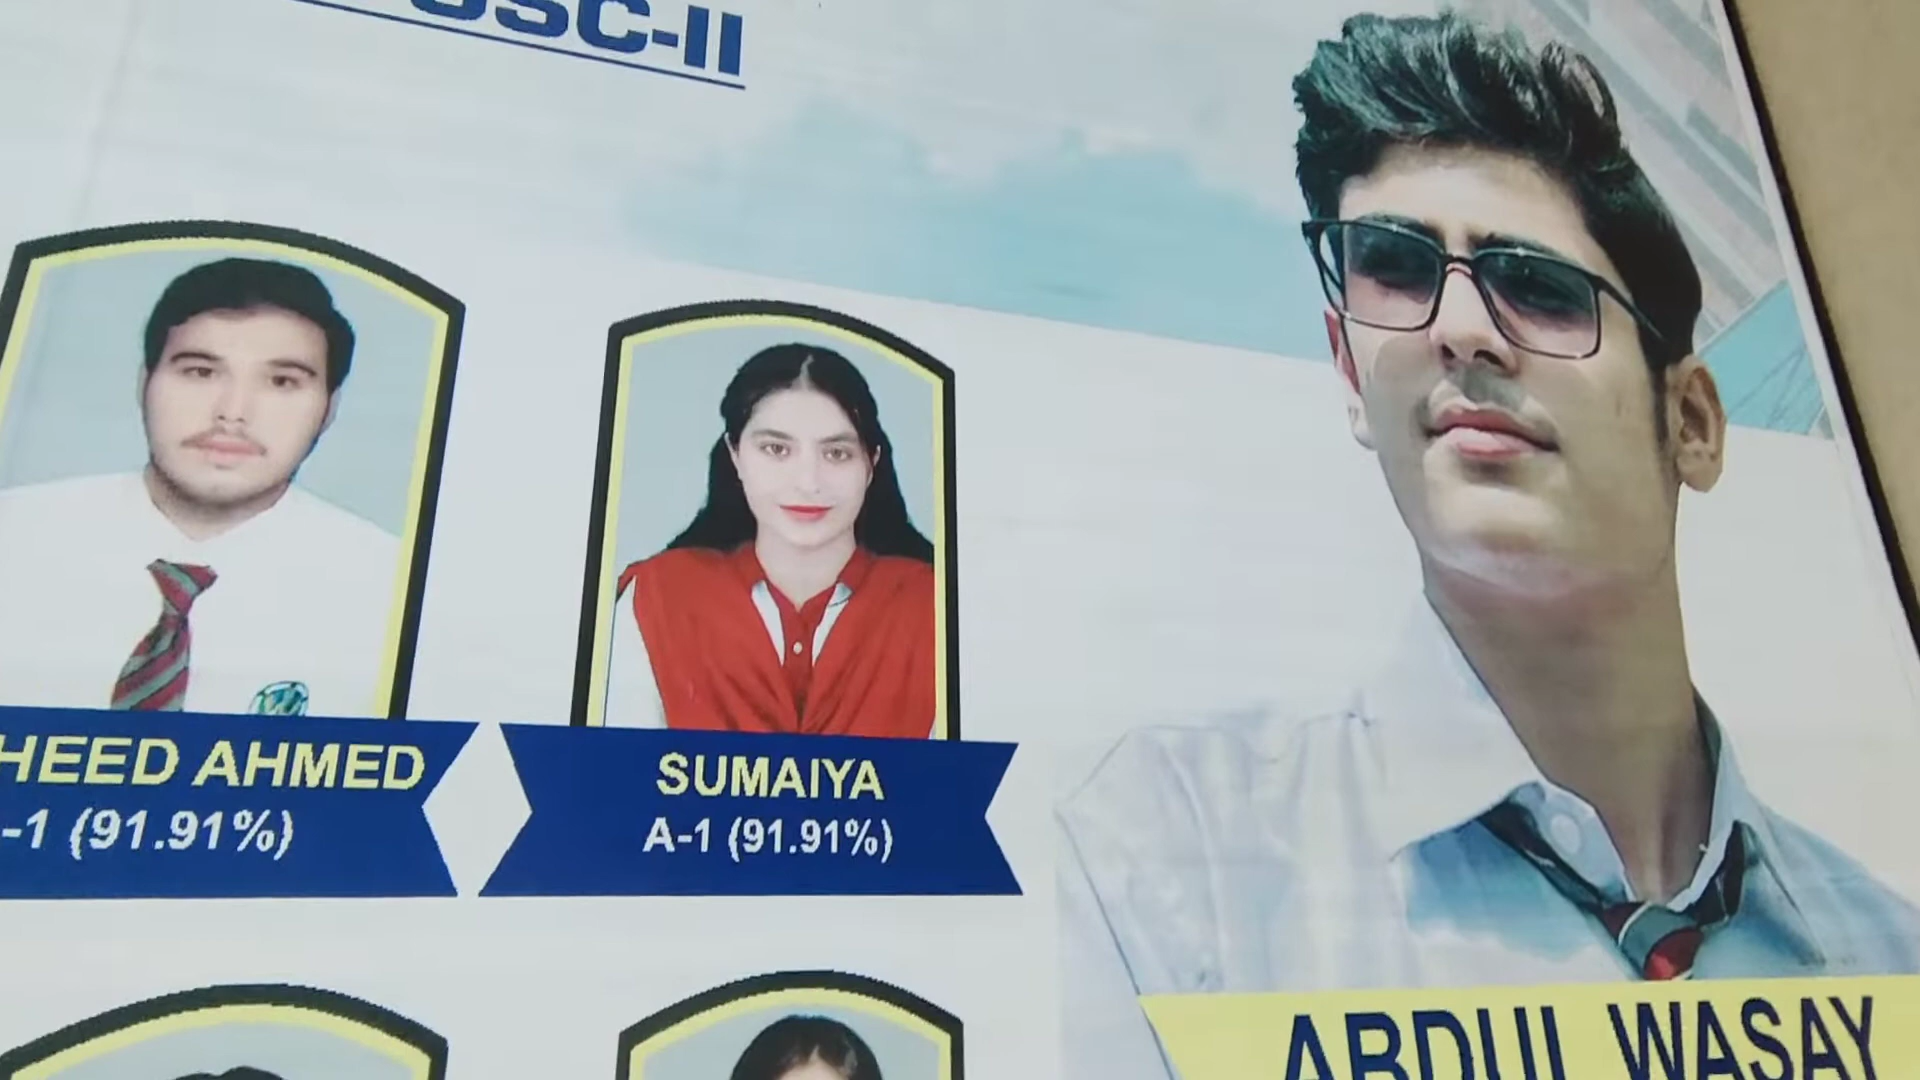 SSC-II
HEED AHMED
-1 (91.91%)
SUMAIYA
A-1 (91.91%)
ABDUL WASAY